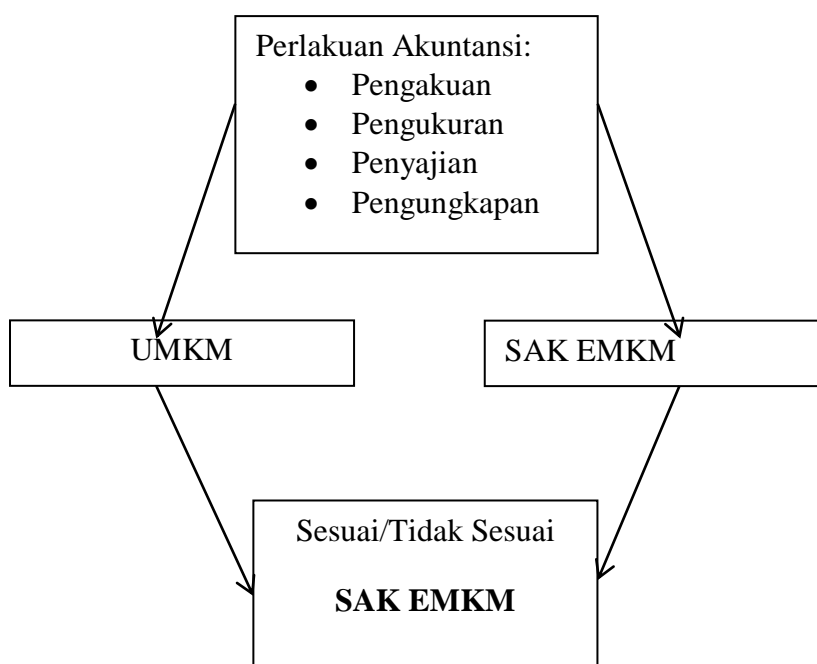 Perlakuan Akuntansi:
• Pengakuan
• Pengukuran
• Penyajian
• Pengungkapan
UMKM
SAK EMKM
Sesuai/Tidak Sesuai
SAK EMKM